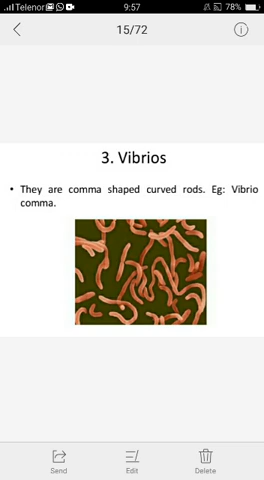 Telenor 9:57 78%
15/72
3. Vibrios
• They are comma shaped curved rods. Eg: Vibrio
comma.
Send Edit Delete